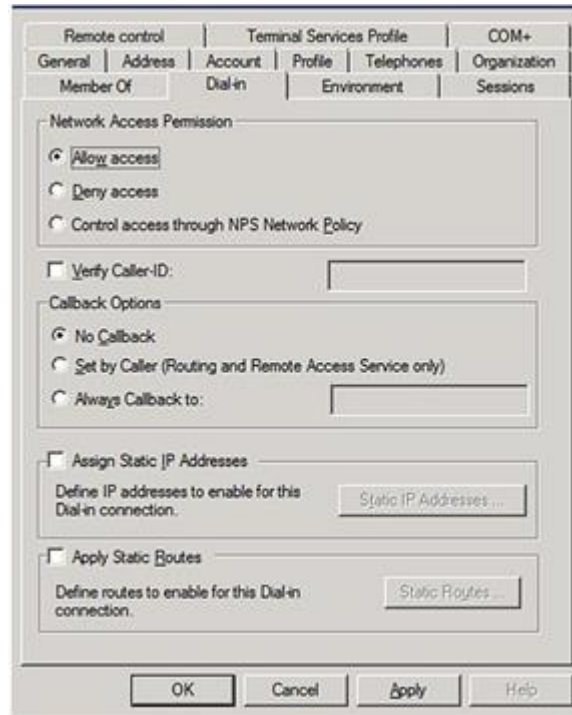 Remote control Terminal Services Profile COM+
General Address Account Profile Telephones Organization
Member Of Dial-in Environment Sessions
Network Access Permission
Allow access
Deny access
Control access through NPS Network Policy
Verify Caller-ID:
Callback Options
No Callback
Set by Caller (Routing and Remote Access Service only)
Always Callback to:
Assign Static IP Addresses
Define IP addresses to enable for this
Dial-in connection.
Static IP Addresses ...
Apply Static Routes
Define routes to enable for this Dial-in
connection.
Static Routes ...
OK Cancel Apply Help